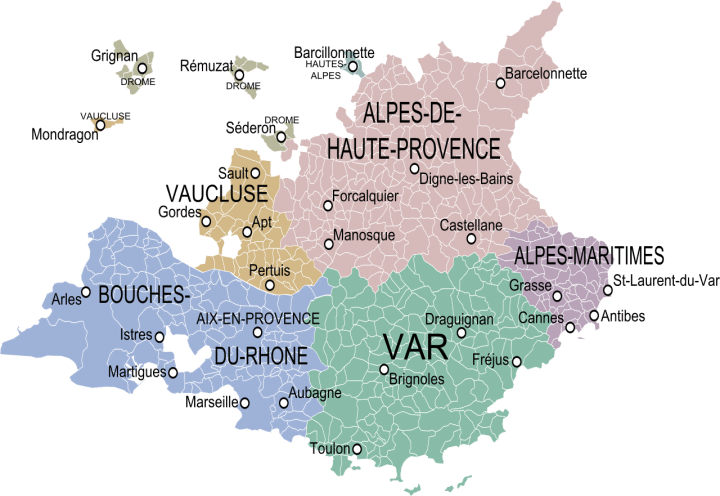 Grignan
DROME
Rémuzat
DROME
Barcillonnette
HAUTES-
ALPES
Barcelonnette
VAUCLUSE
Mondragon
DROME
Séderon
ALPES-DE-
HAUTE-PROVENCE
Digne-les-Bains
Sault
VAUCLUSE
Gordes
Apt
Forcalquier
Manosque
Castellane
Pertuis
ALPES-MARITIMES
Grasse
St-Laurent-du-Var
Cannes
Antibes
Arles
BOUCHES-
DU-RHONE
AIX-EN-PROVENCE
Istres
Martigues
Marseille
Aubagne
Draguignan
VAR
Fréjus
Brignoles
Toulon